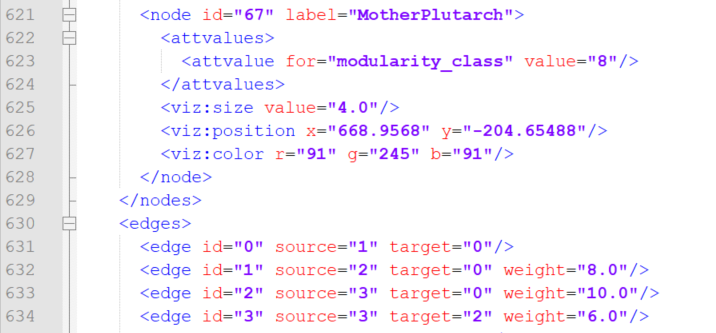 621 <node id="67" label="MotherPlutarch">
622 <attvalues>
623 <attvalue for="modularity_class" value="8"/>
624 </attvalues>
625 <viz:size value="4.0"/>
626 <viz:position x="668.9568" y="-204.65488"/>
627 <viz:color r="91" g="245" b="91"/>
628 </node>
629 </nodes>
630 <edges>
631 <edge id="0" source="1" target="0"/>
632 <edge id="1" source="2" target="0" weight="8.0"/>
633 <edge id="2" source="3" target="0" weight="10.0"/>
634 <edge id="3" source="3" target="2" weight="6.0"/>